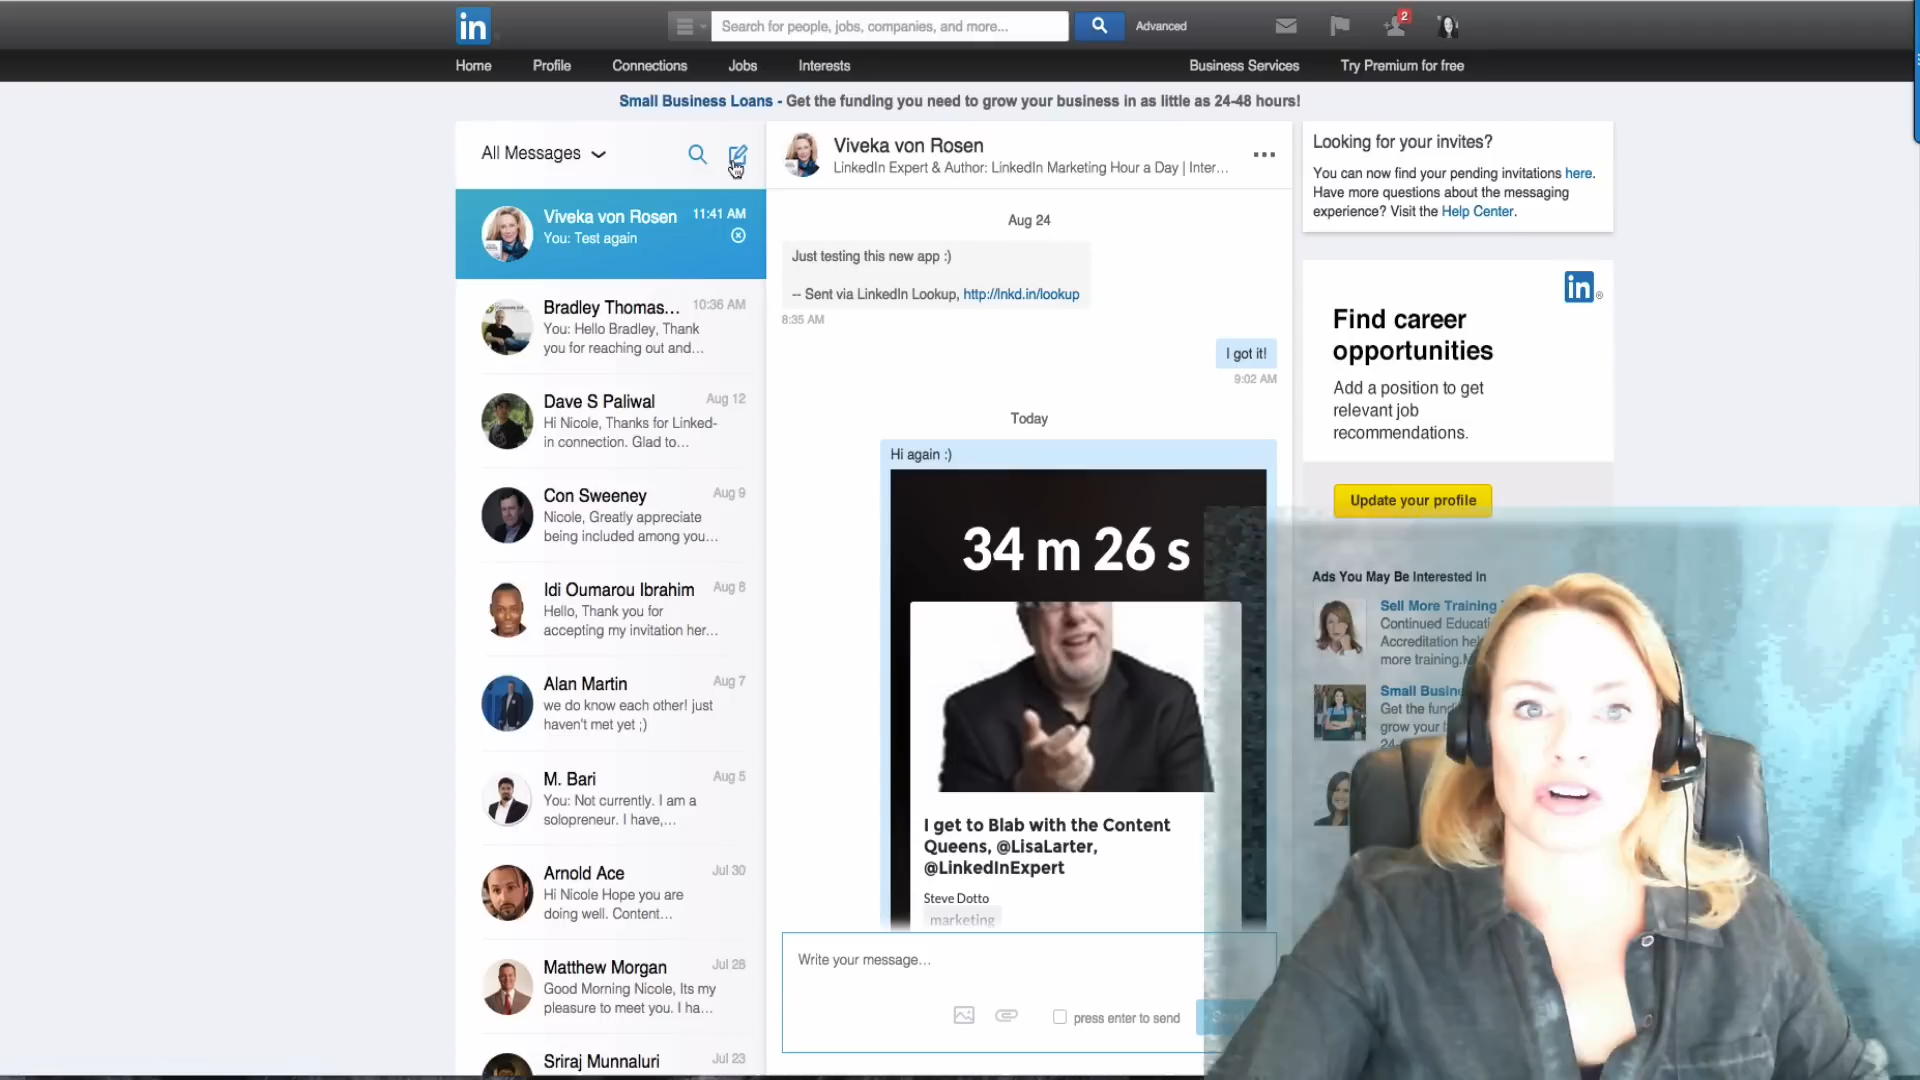 in
Search for people, jobs, companies, and more...
Advanced
2
Home
Profile
Connections
Jobs
Interests
Business Services
Try Premium for free
Small Business Loans - Get the funding you need to grow your business in as little as 24-48 hours!
All Messages
Viveka von Rosen
11:41 AM
You: Test again
Bradley Thomas...
10:36 AM
You: Hello Bradley, Thank
you for reaching out and...
Dave S Paliwal
Aug 12
Hi Nicole, Thanks for Linked-
in connection. Glad to...
Con Sweeney
Aug 9
Nicole, Greatly appreciate
being included among you...
Idi Oumarou Ibrahim
Aug 8
Hello, Thank you for
accepting my invitation her...
Alan Martin
Aug 7
we do know each other! just
haven't met yet ;)
M. Bari
Aug 5
You: Not currently. I am a
solopreneur. I have,...
Arnold Ace
Jul 30
Hi Nicole Hope you are
doing well. Content...
Matthew Morgan
Jul 28
Good Morning Nicole, Its my
pleasure to meet you. I ha...
Sriraj Munnaluri
Jul 23
Viveka von Rosen
LinkedIn Expert & Author: LinkedIn Marketing Hour a Day | Inter...
Aug 24
Just testing this new app :)
-- Sent via LinkedIn Lookup, http://lnkd.in/lookup
8:35 AM
I got it!
9:02 AM
Today
Hi again :)
34 m 26 s
I get to Blab with the Content
Queens, @LisaLarter,
@LinkedInExpert
Steve Dotto
marketing
Write your message...
press enter to send
Looking for your invites?
You can now find your pending invitations here.
Have more questions about the messaging
experience? Visit the Help Center.
in
Find career
opportunities
Add a position to get
relevant job
recommendations.
Update your profile
Ads You May Be Interested In
Sell More Training
Continued Educati
Accreditation hel
more training.
Small Busin
Get the fund
grow your
24-